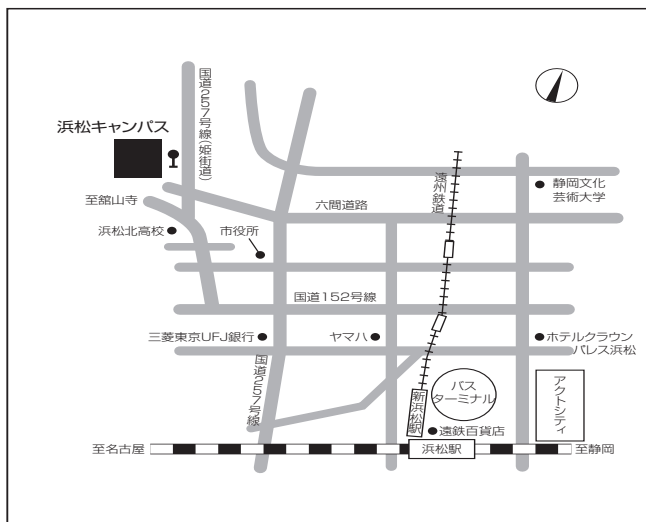 国道257号線(姫街道)
浜松キャンパス
至舘山寺
浜松北高校
市役所
六間道路
遠州鉄道
静岡文化
芸術大学
国道152号線
三菱東京UFJ銀行
ヤマハ
ホテルクラウン
パレス浜松
国道257号線
新浜松駅
バス
ターミナル
アクトシティ
遠鉄百貨店
至名古屋
浜松駅
至静岡